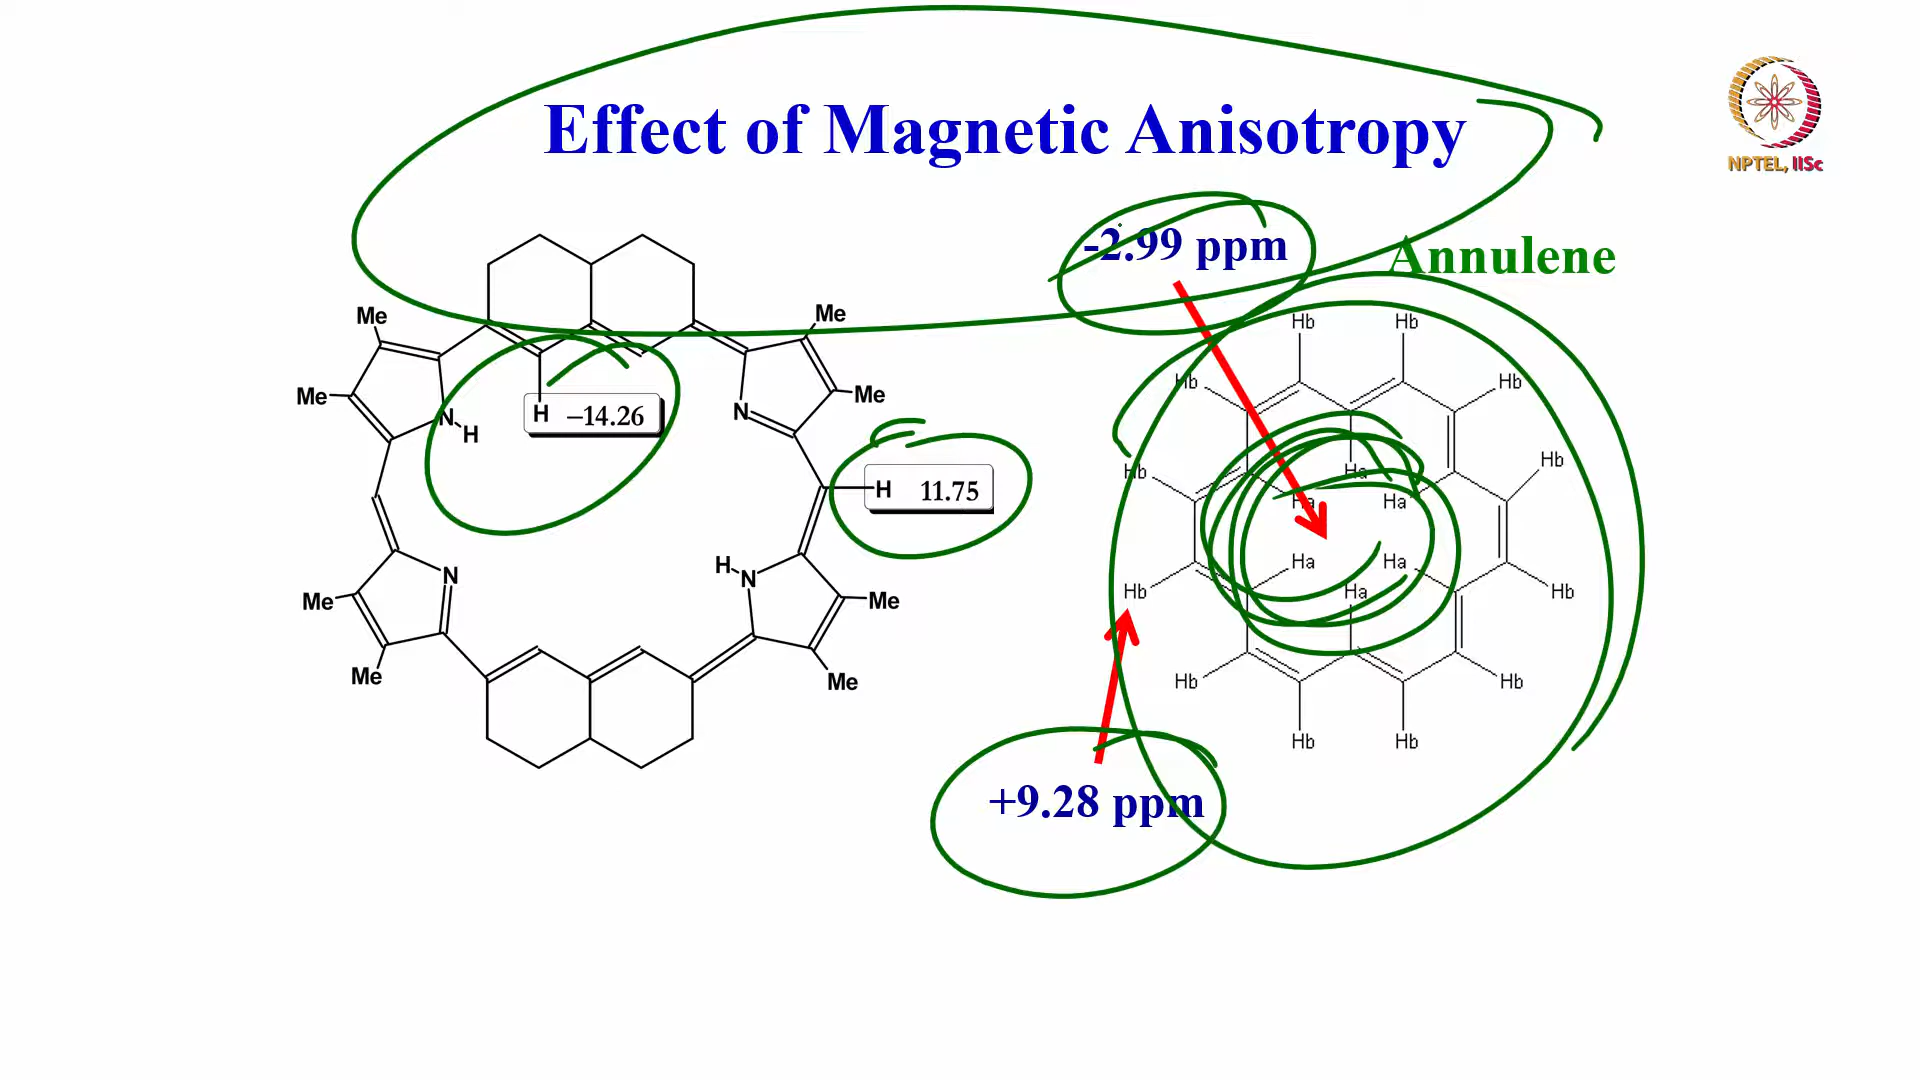 Effect of Magnetic Anisotropy
NPTEL, IISc
-2.99 ppm
Annulene
Me
Me
Me
Me
N
H
H –14.26
N
H 11.75
N
H
N
Me
Me
Me
Me
Hb
Hb
Hb
Hb
Hb
Hb
Ha
Ha
Ha
Ha
Ha
Ha
Hb
Hb
Hb
Hb
Hb
Hb
+9.28 ppm